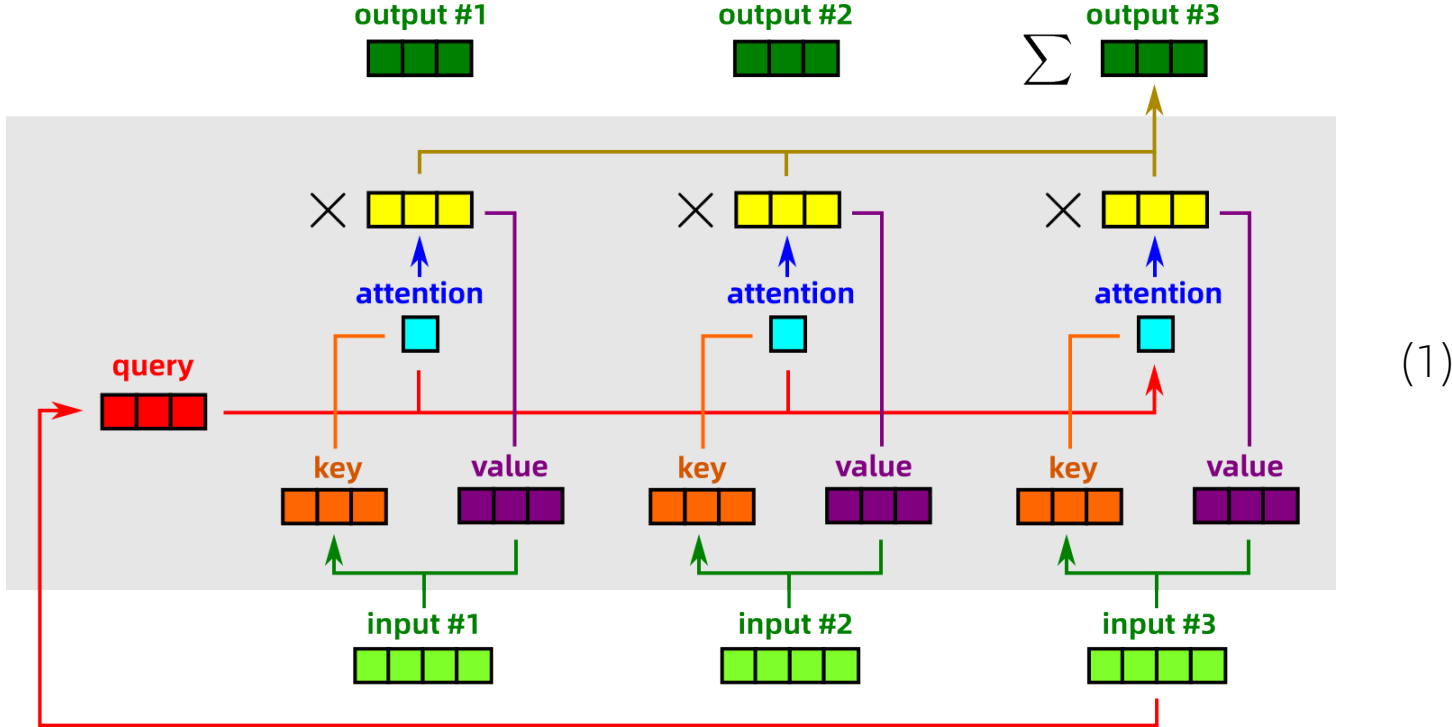 output #1 output #2 output #3
∑
× × ×
attention attention attention
query
(1)
key value key value key value
input #1 input #2 input #3